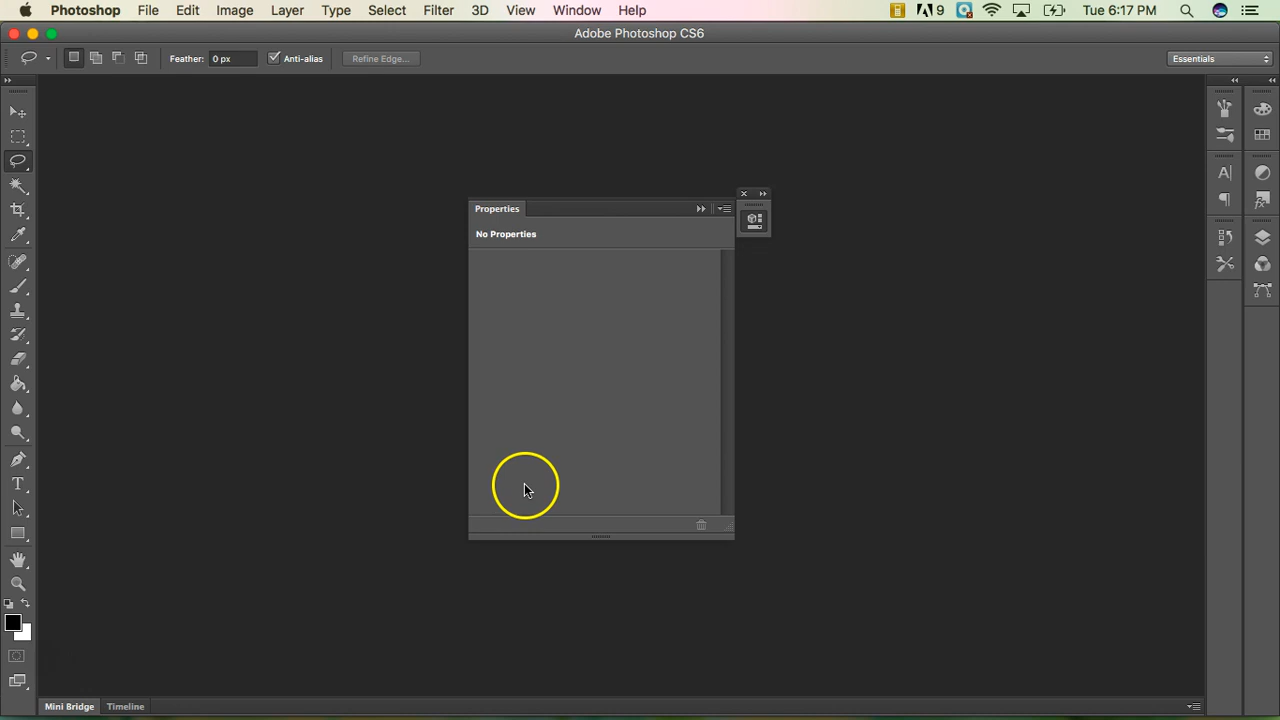 Photoshop File Edit Image Layer Type Select Filter 3D View Window Help 9 Tue 6:17 PM
Adobe Photoshop CS6
Feather: 0 px Anti-alias Refine Edge... Essentials
Properties
No Properties
Mini Bridge Timeline